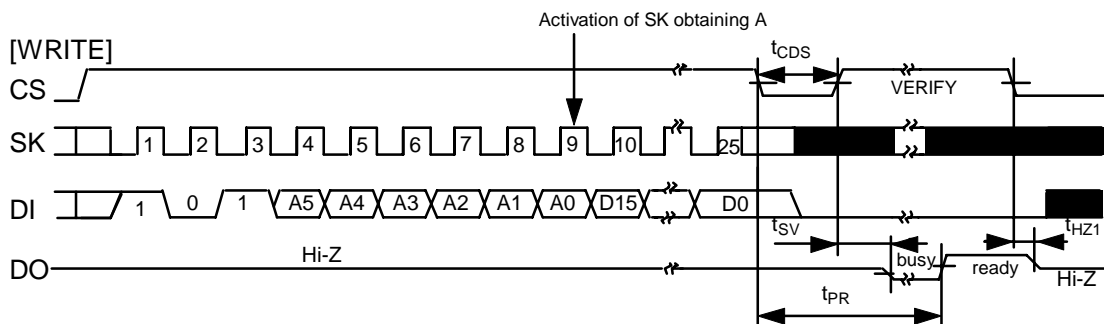 Activation of SK obtaining A
[WRITE]
tCDS
CS
VERIFY
SK 1 2 3 4 5 6 7 8 9 10 25
DI 1 0 1 A5 A4 A3 A2 A1 A0 D15 D0
tSV
tHZ1
DO Hi-Z busy ready Hi-Z
tPR